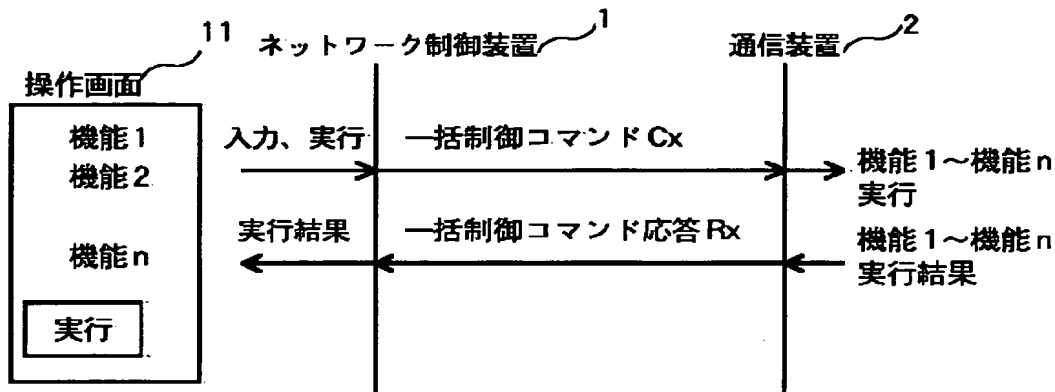 11
ネットワーク制御装置
1
通信装置
2
操作画面
機能1
機能2
機能n
実行
入力、実行
一括制御コマンドCx
機能1～機能n
実行
実行結果
一括制御コマンド応答Rx
機能1～機能n
実行結果